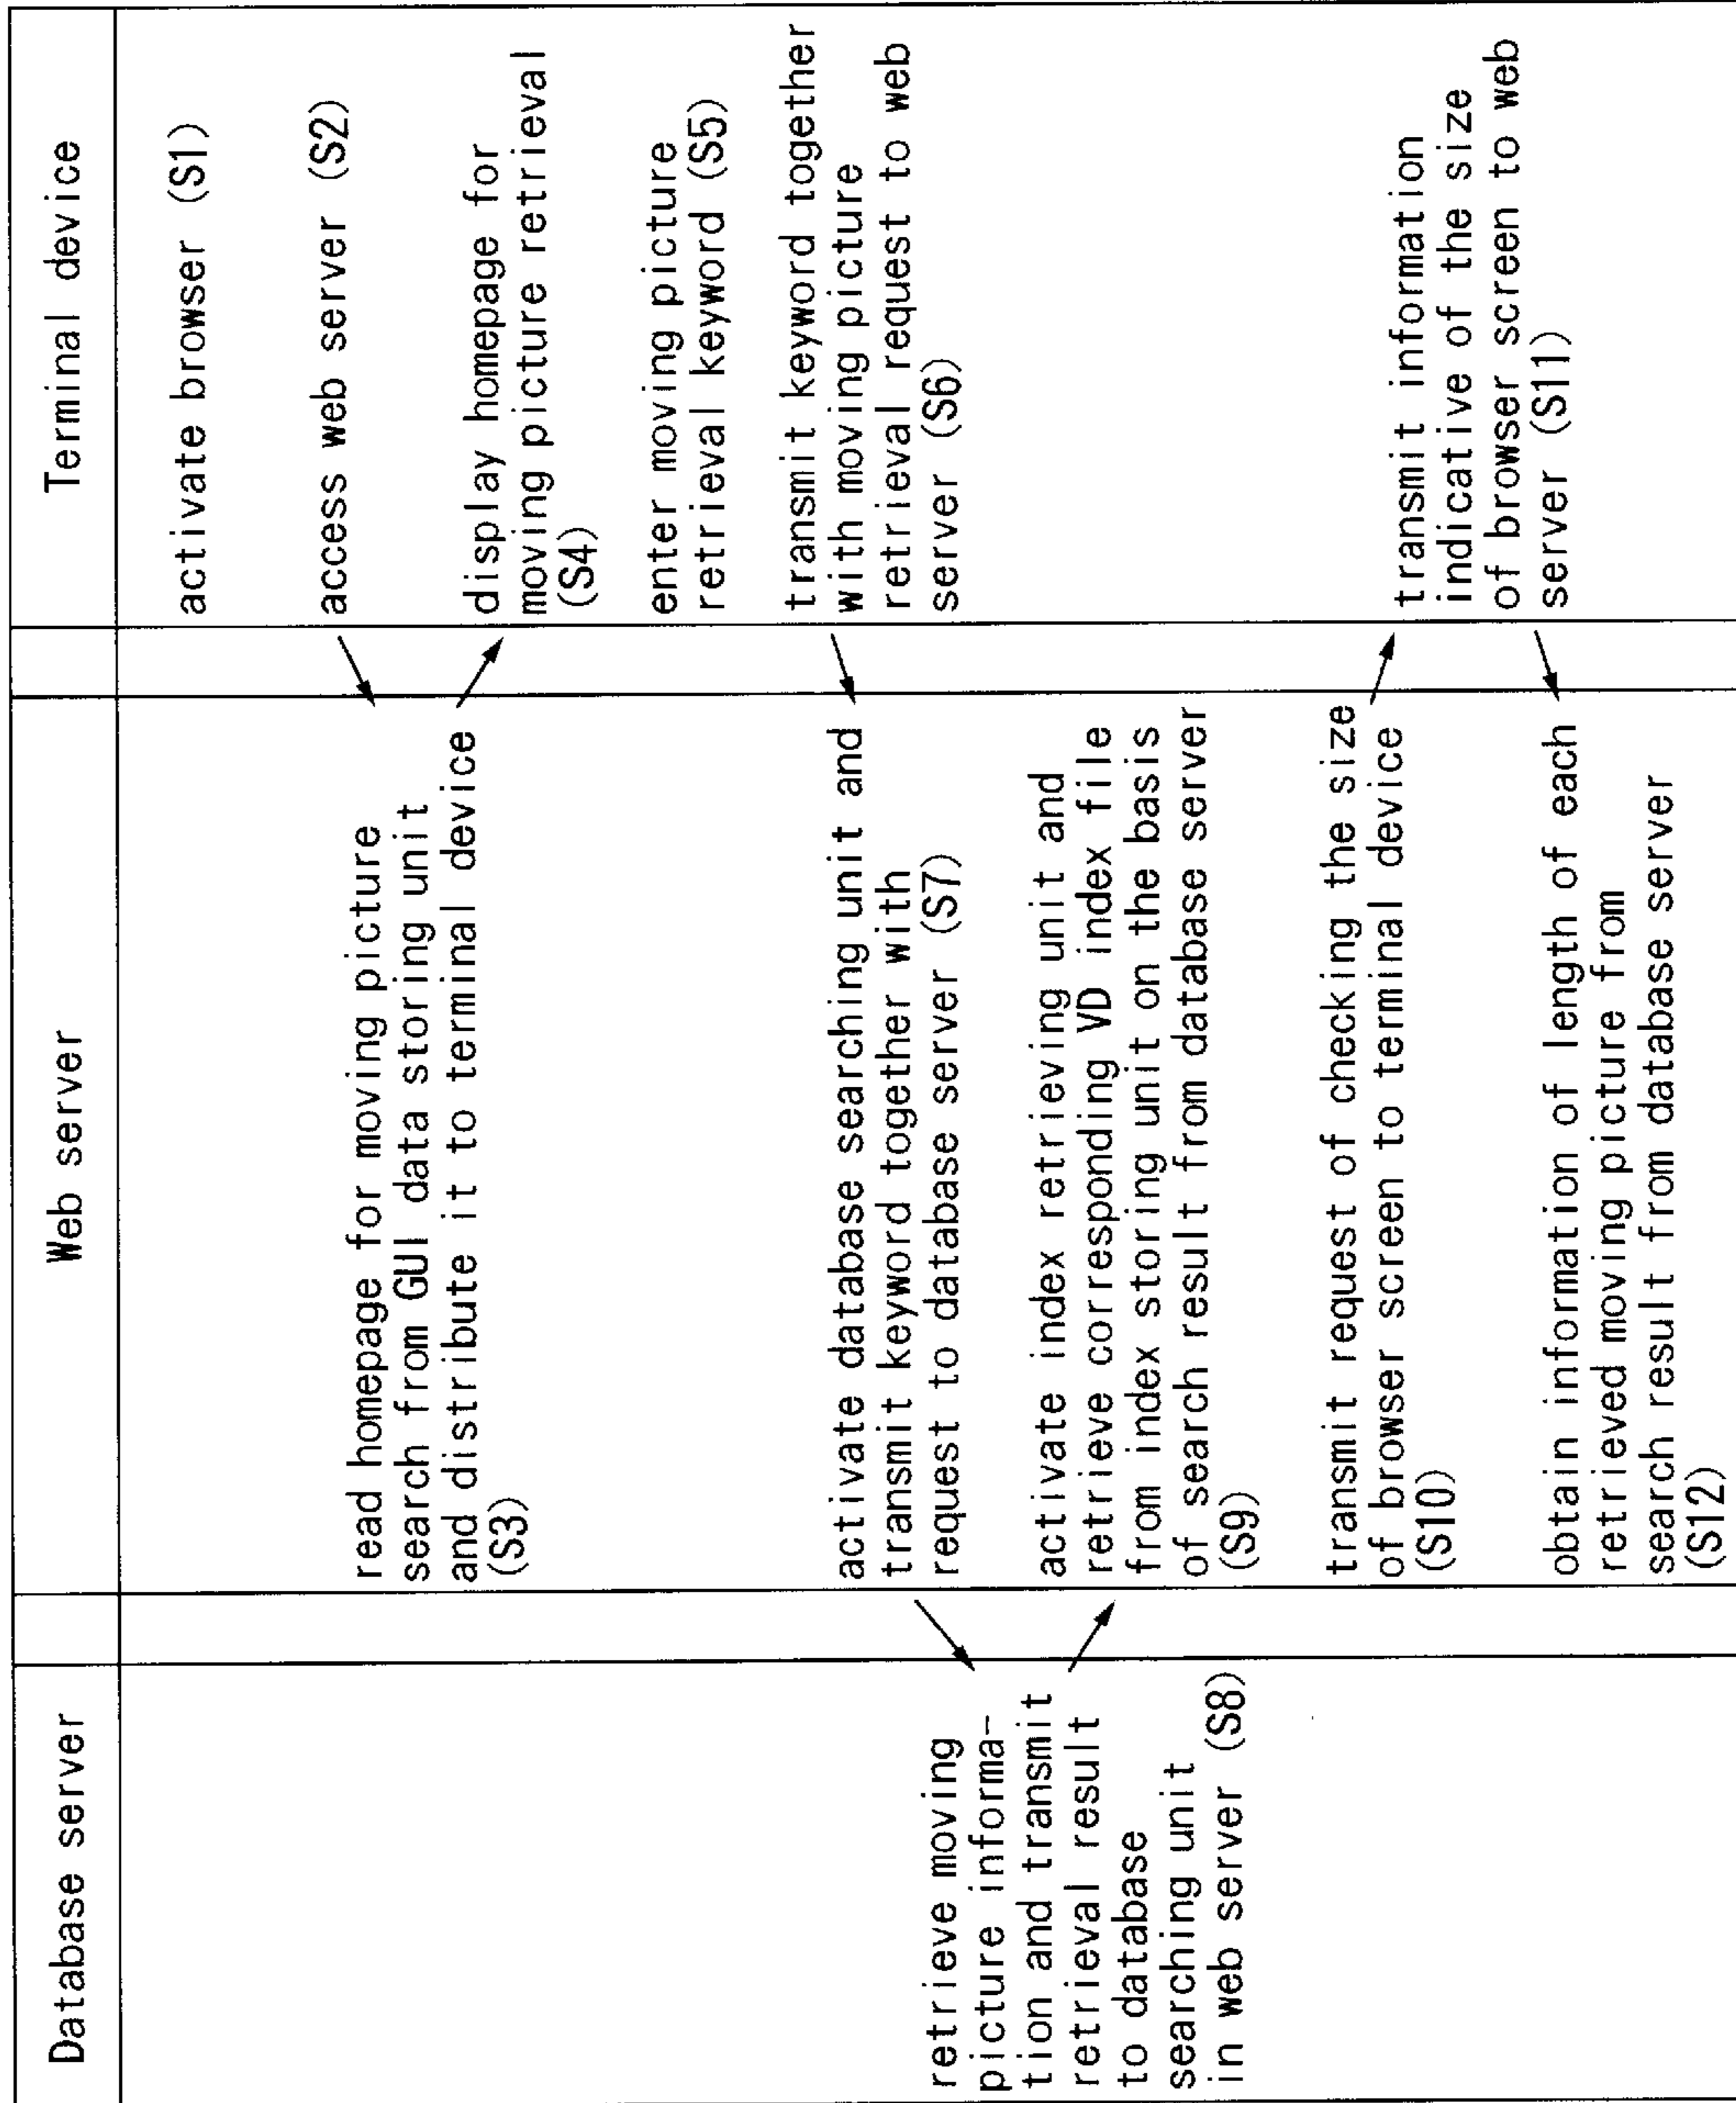 Database server
Web server
Terminal device
activate browser (S1)
access web server (S2)
read homepage for moving picture
search from GUI data storing unit
and distribute it to terminal device
(S3)
display homepage for
moving picture retrieval
(S4)
enter moving picture
retrieval keyword (S5)
transmit keyword together
with moving picture
retrieval request to web
server (S6)
activate database searching unit and
transmit keyword together with
request to database server (S7)
retrieve moving
picture informa-
tion and transmit
retrieval result
to database
searching unit
in web server (S8)
activate index retrieving unit and
retrieve corresponding VD index file
from index storing unit on the basis
of search result from database server
(S9)
transmit request of checking the size
of browser screen to terminal device
(S10)
transmit information
indicative of the size
of browser screen to web
server (S11)
obtain information of length of each
retrieved moving picture from
search result from database server
(S12)